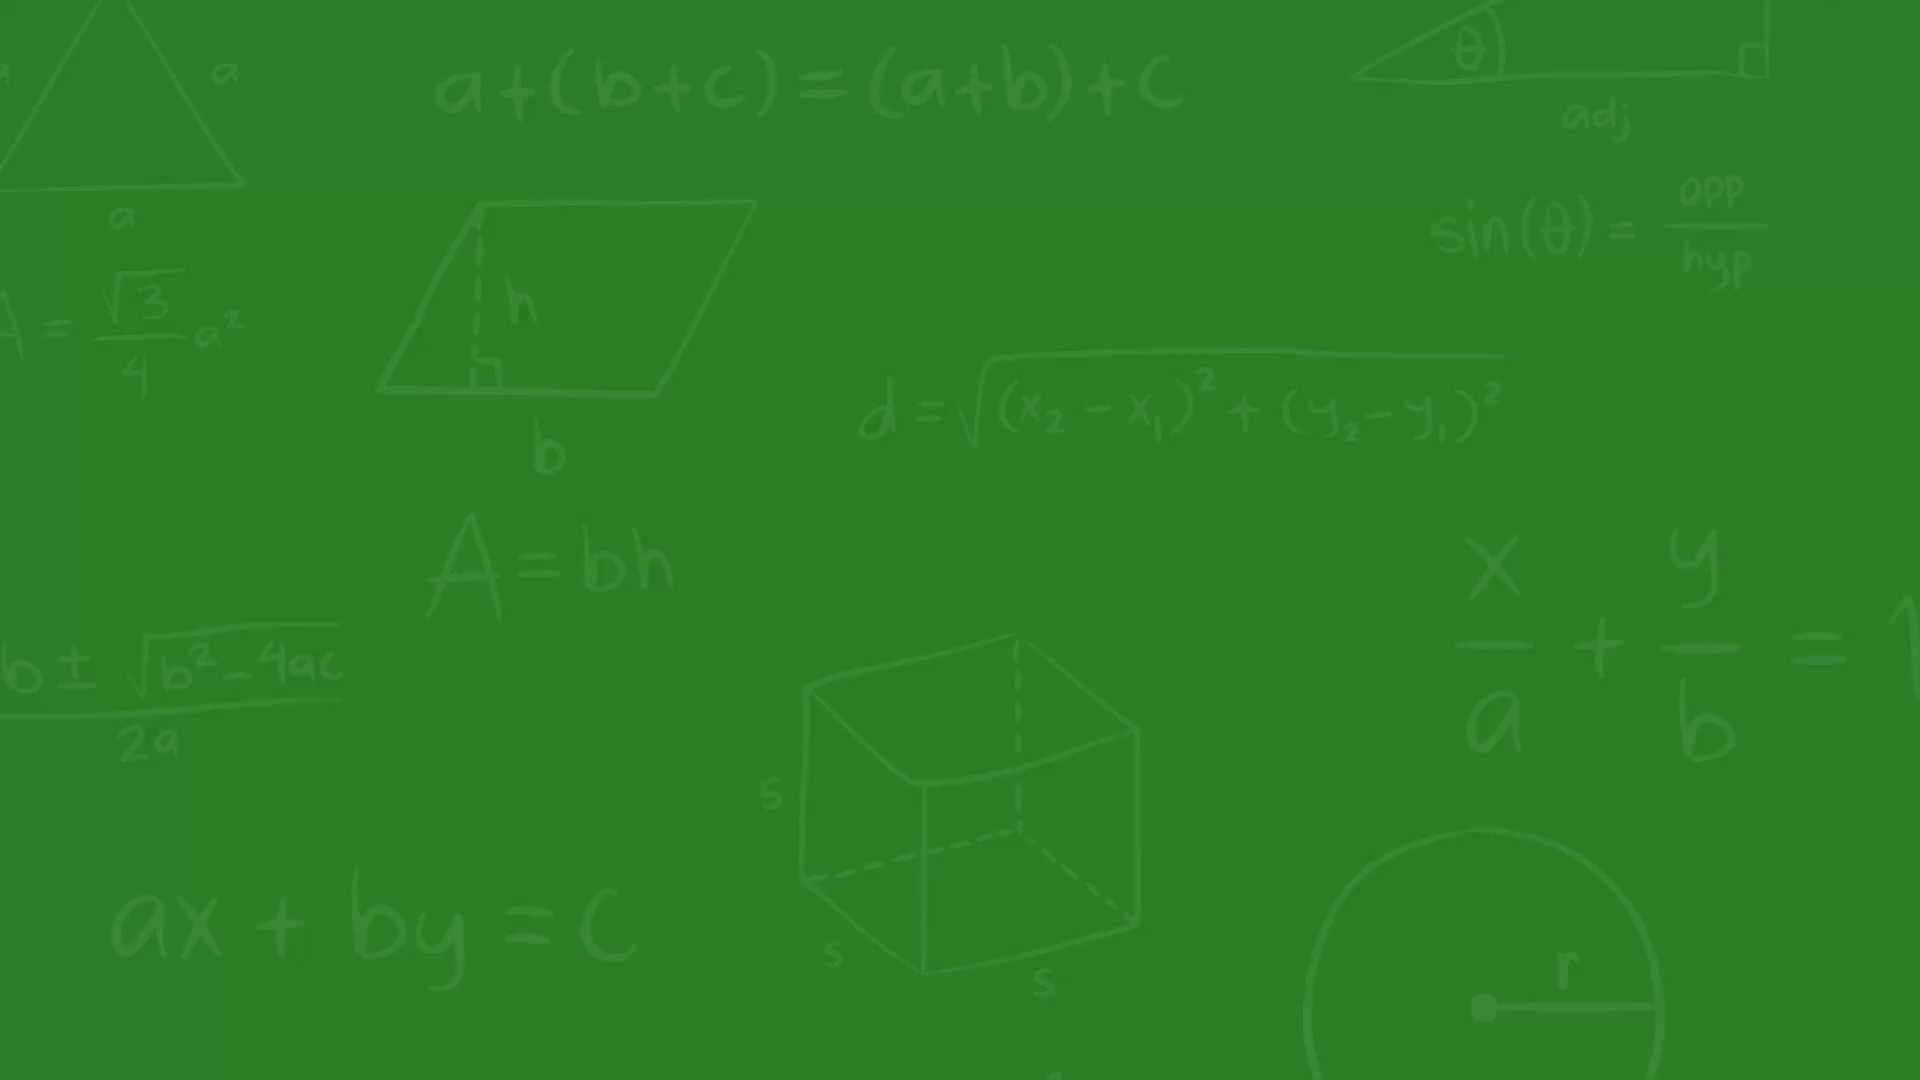 a
a
a + (b + c) = (a + b) + c
θ
adj
a
sin(θ) = opp/hyp
h
A = √3/4 a²
d = √(x₂ - x₁)² + (y₂ - y₁)²
b
A = bh
x/a + y/b = 1
b ± √b² - 4ac
2a
s
ax + by = c
s
s
r